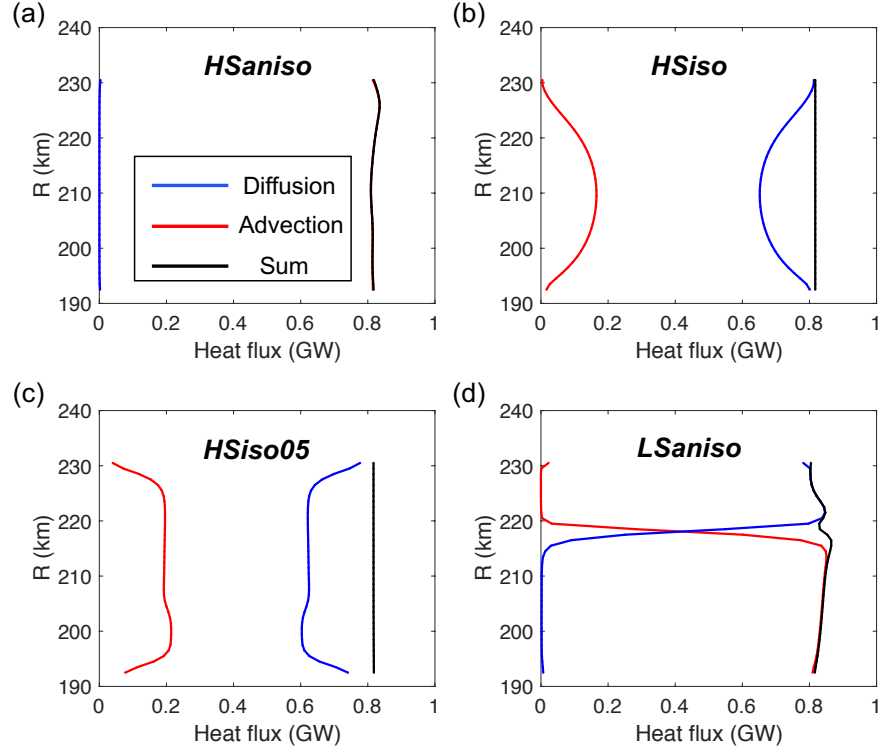 (a)
240
230
220
210
200
190
R (km)
HSaniso
Diffusion
Advection
Sum
0 0.2 0.4 0.6 0.8 1
Heat flux (GW)
(b)
240
230
220
210
200
190
R (km)
HSiso
0 0.2 0.4 0.6 0.8 1
Heat flux (GW)
(c)
240
230
220
210
200
190
R (km)
HSiso05
0 0.2 0.4 0.6 0.8 1
Heat flux (GW)
(d)
240
230
220
210
200
190
R (km)
LSaniso
0 0.2 0.4 0.6 0.8 1
Heat flux (GW)